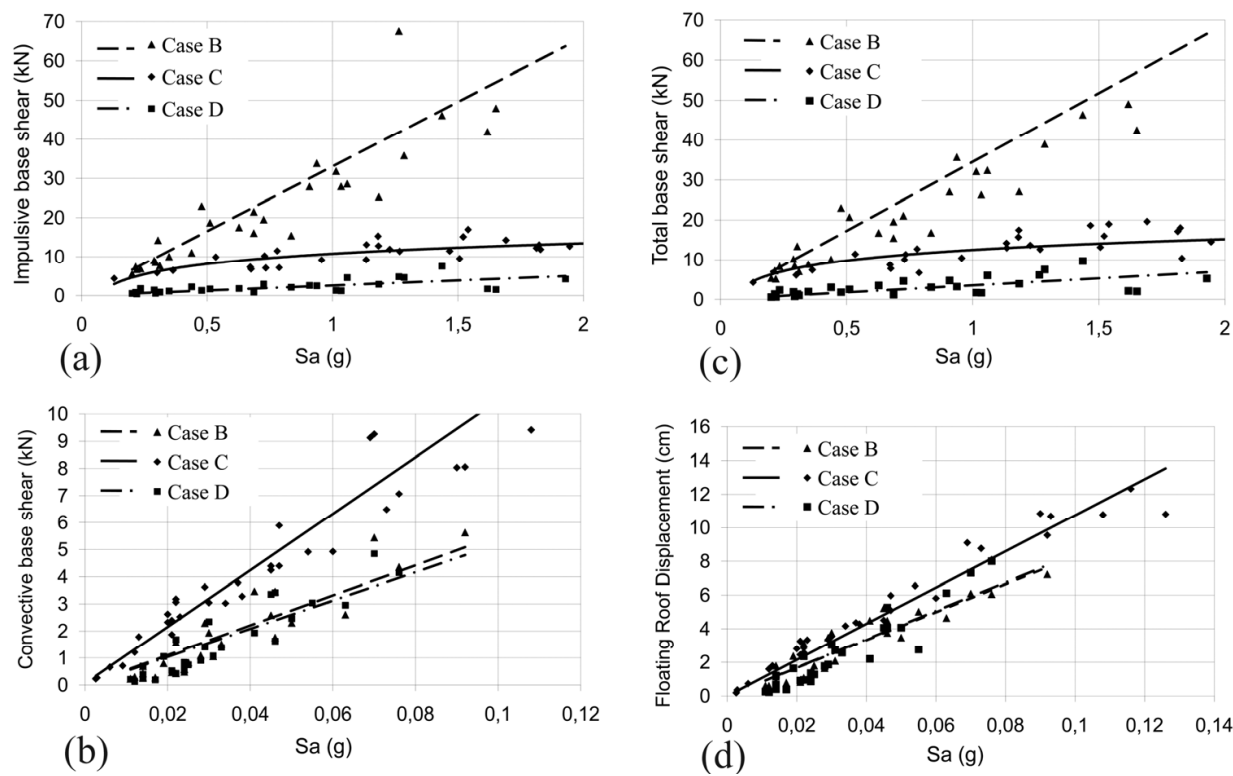 Impulsive base shear (kN)
70
60
50
40
30
20
10
0
Case B
Case C
Case D
0
0,5
1
1,5
2
Sa (g)
(a)
Total base shear (kN)
70
60
50
40
30
20
10
0
Case B
Case C
Case D
0
0,5
1
1,5
2
Sa (g)
(c)
Convective base shear (kN)
10
9
8
7
6
5
4
3
2
1
0
Case B
Case C
Case D
0
0,02
0,04
0,06
0,08
0,1
0,12
Sa (g)
(b)
Floating Roof Displacement (cm)
16
14
12
10
8
6
4
2
0
Case B
Case C
Case D
0
0,02
0,04
0,06
0,08
0,1
0,12
0,14
Sa (g)
(d)